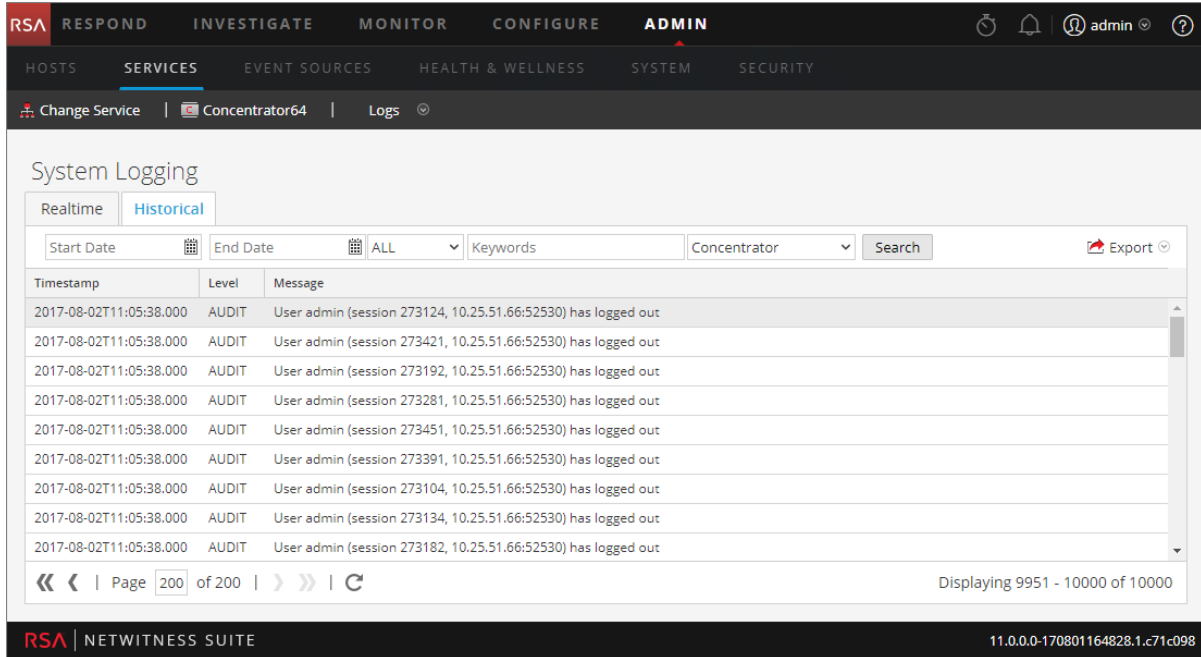 RSA RESPOND INVESTIGATE MONITOR CONFIGURE ADMIN admin ?
HOSTS SERVICES EVENT SOURCES HEALTH & WELLNESS SYSTEM SECURITY
Change Service | C Concentrator64 | Logs
System Logging
Realtime Historical
Start Date End Date ALL Keywords Concentrator Search Export
Timestamp Level Message
2017-08-02T11:05:38.000 AUDIT User admin (session 273124, 10.25.51.66:52530) has logged out
2017-08-02T11:05:38.000 AUDIT User admin (session 273421, 10.25.51.66:52530) has logged out
2017-08-02T11:05:38.000 AUDIT User admin (session 273192, 10.25.51.66:52530) has logged out
2017-08-02T11:05:38.000 AUDIT User admin (session 273281, 10.25.51.66:52530) has logged out
2017-08-02T11:05:38.000 AUDIT User admin (session 273451, 10.25.51.66:52530) has logged out
2017-08-02T11:05:38.000 AUDIT User admin (session 273391, 10.25.51.66:52530) has logged out
2017-08-02T11:05:38.000 AUDIT User admin (session 273104, 10.25.51.66:52530) has logged out
2017-08-02T11:05:38.000 AUDIT User admin (session 273134, 10.25.51.66:52530) has logged out
2017-08-02T11:05:38.000 AUDIT User admin (session 273182, 10.25.51.66:52530) has logged out
| Page 200 of 200 | | Displaying 9951 - 10000 of 10000
RSA | NETWITNESS SUITE 11.0.0.0-170801164828.1.c71c098